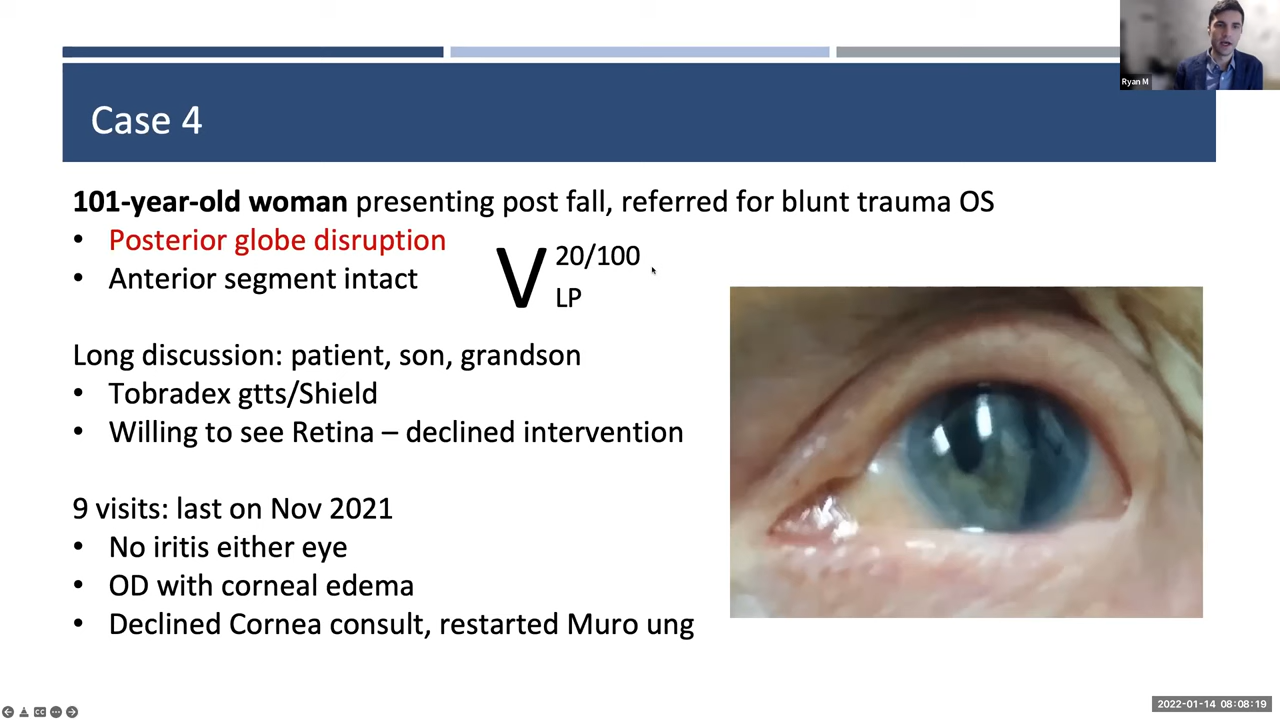 Ryan M
Case 4
101-year-old woman presenting post fall, referred for blunt trauma OS
• Posterior globe disruption
• Anterior segment intact
V 20/100
LP
Long discussion: patient, son, grandson
• Tobradex gtts/Shield
• Willing to see Retina – declined intervention
9 visits: last on Nov 2021
• No iritis either eye
• OD with corneal edema
• Declined Cornea consult, restarted Muro ung
CC
2022-01-14 08:08:19